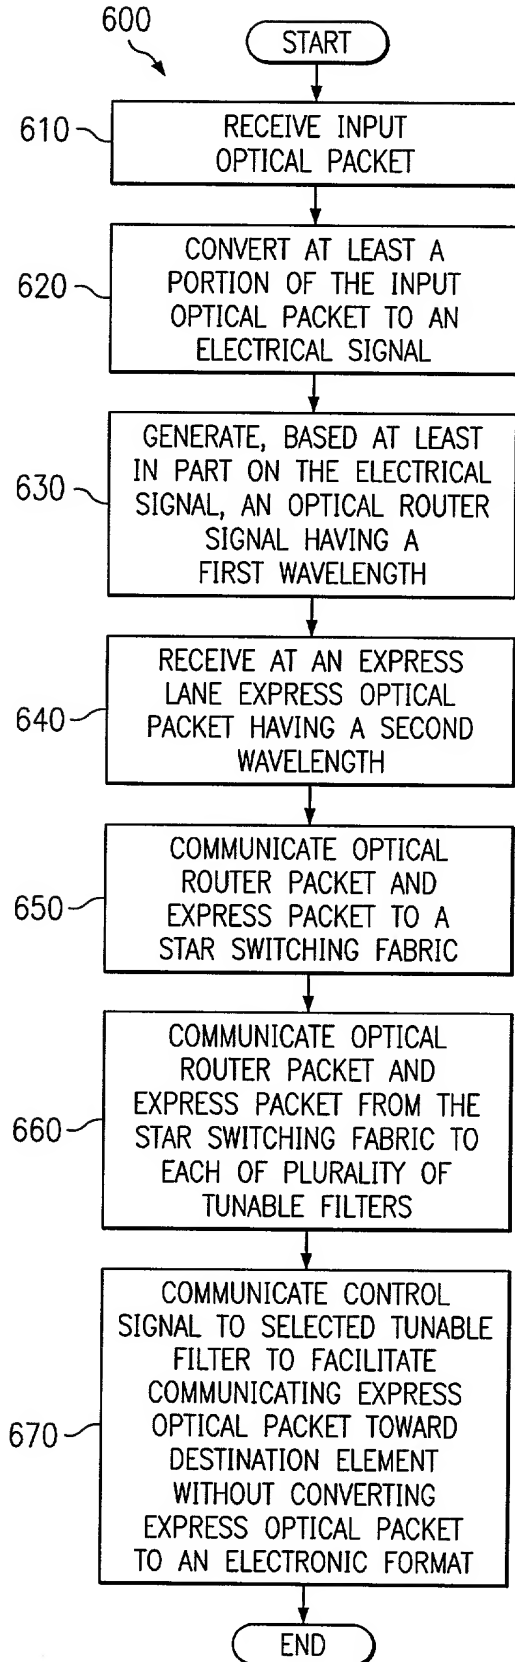 600
START
610
RECEIVE INPUT
OPTICAL PACKET
620
CONVERT AT LEAST A
PORTION OF THE INPUT
OPTICAL PACKET TO AN
ELECTRICAL SIGNAL
630
GENERATE, BASED AT LEAST
IN PART ON THE ELECTRICAL
SIGNAL, AN OPTICAL ROUTER
SIGNAL HAVING A
FIRST WAVELENGTH
640
RECEIVE AT AN EXPRESS
LANE EXPRESS OPTICAL
PACKET HAVING A SECOND
WAVELENGTH
650
COMMUNICATE OPTICAL
ROUTER PACKET AND
EXPRESS PACKET TO A
STAR SWITCHING FABRIC
660
COMMUNICATE OPTICAL
ROUTER PACKET AND
EXPRESS PACKET FROM THE
STAR SWITCHING FABRIC TO
EACH OF PLURALITY OF
TUNABLE FILTERS
670
COMMUNICATE CONTROL
SIGNAL TO SELECTED TUNABLE
FILTER TO FACILITATE
COMMUNICATING EXPRESS
OPTICAL PACKET TOWARD
DESTINATION ELEMENT
WITHOUT CONVERTING
EXPRESS OPTICAL PACKET
TO AN ELECTRONIC FORMAT
END